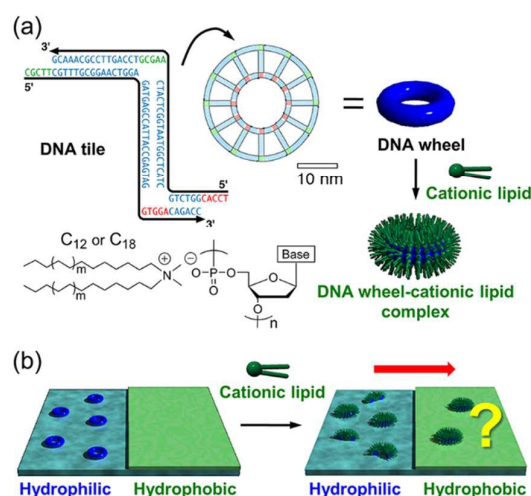 (a)
3'
GCAAACGCCTTGACCTGCGAA
CGCTTCGTTTGCGGAACTGGA
5'
GATGAGCCATTACCGAGTAG
CTACTCGGTAATGGCTCATC
DNA tile
5'
GTCTGGCACCT
GTGGACAGACC
3'
10 nm
=
DNA wheel
Cationic lipid
DNA wheel-cationic lipid
complex
C12 or C18
m
m
N
⊕
⊖
O
P
O
O
O
Base
O
n
(b)
Cationic lipid
?
Hydrophilic Hydrophobic
Hydrophilic Hydrophobic